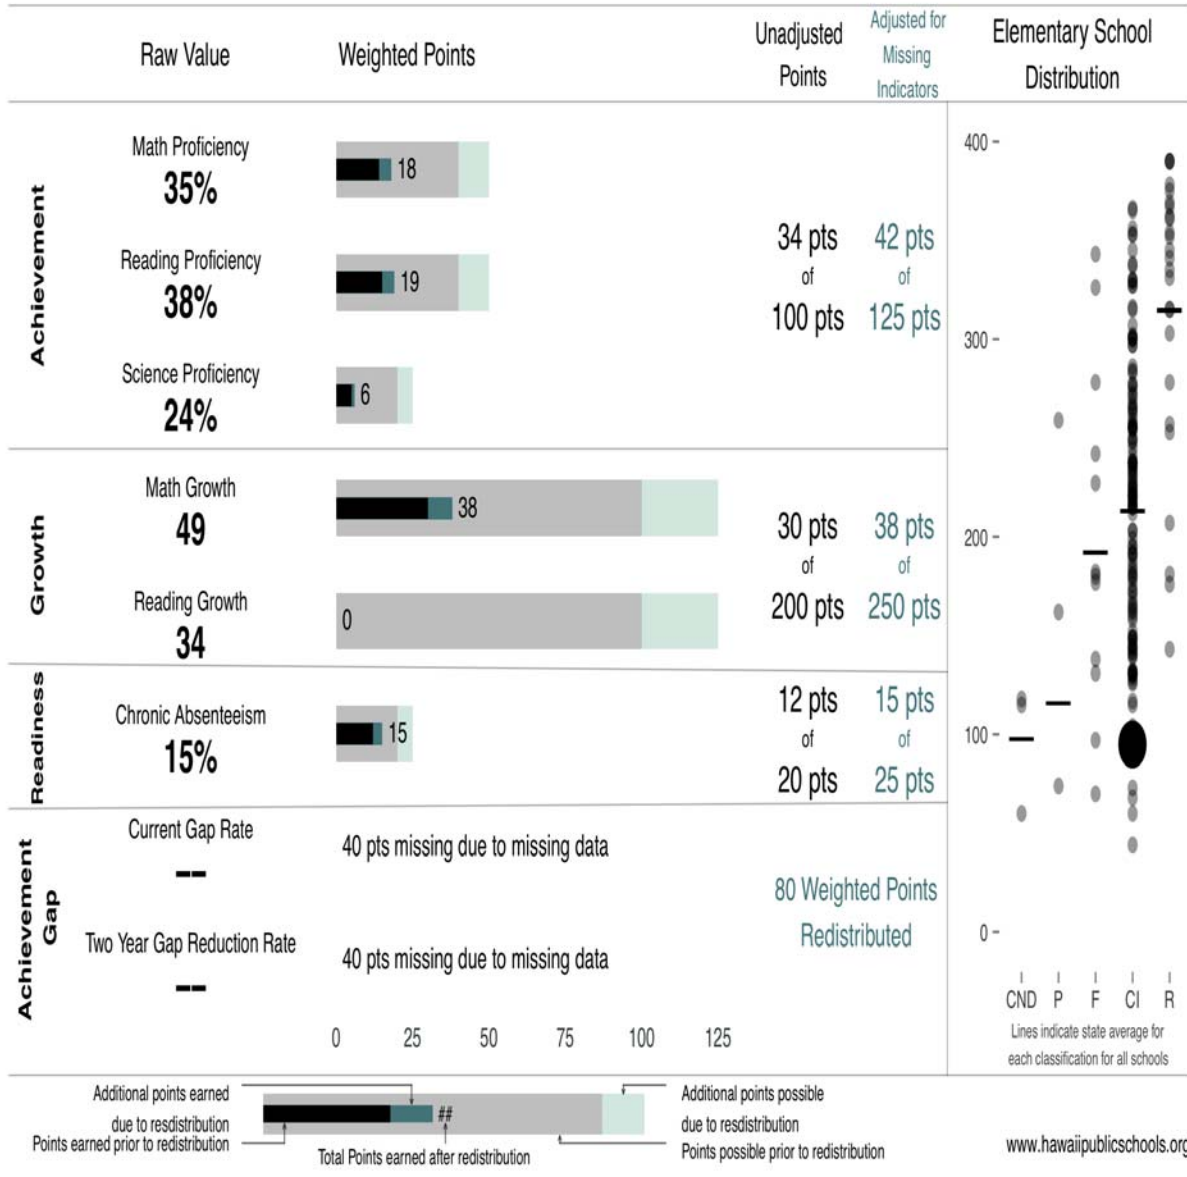 Raw Value
Weighted Points
Unadjusted
Points
Adjusted for
Missing
Indicators
Elementary School
Distribution
Achievement
Math Proficiency
35%
18
Reading Proficiency
38%
19
Science Proficiency
24%
6
34 pts
of
100 pts
42 pts
of
125 pts
Growth
Math Growth
49
38
Reading Growth
34
0
30 pts
of
200 pts
38 pts
of
250 pts
Readiness
Chronic Absenteeism
15%
15
12 pts
of
20 pts
15 pts
of
25 pts
Achievement
Gap
Current Gap Rate
--
40 pts missing due to missing data
Two Year Gap Reduction Rate
--
40 pts missing due to missing data
80 Weighted Points
Redistributed
0 25 50 75 100 125
400
300
200
100
0
CND P F CI R
Lines indicate state average for
each classification for all schools
Additional points earned
due to resdistribution
Points earned prior to redistribution
##
Total Points earned after redistribution
Additional points possible
due to resdistribution
Points possible prior to redistribution
www.hawaiipublicschools.org